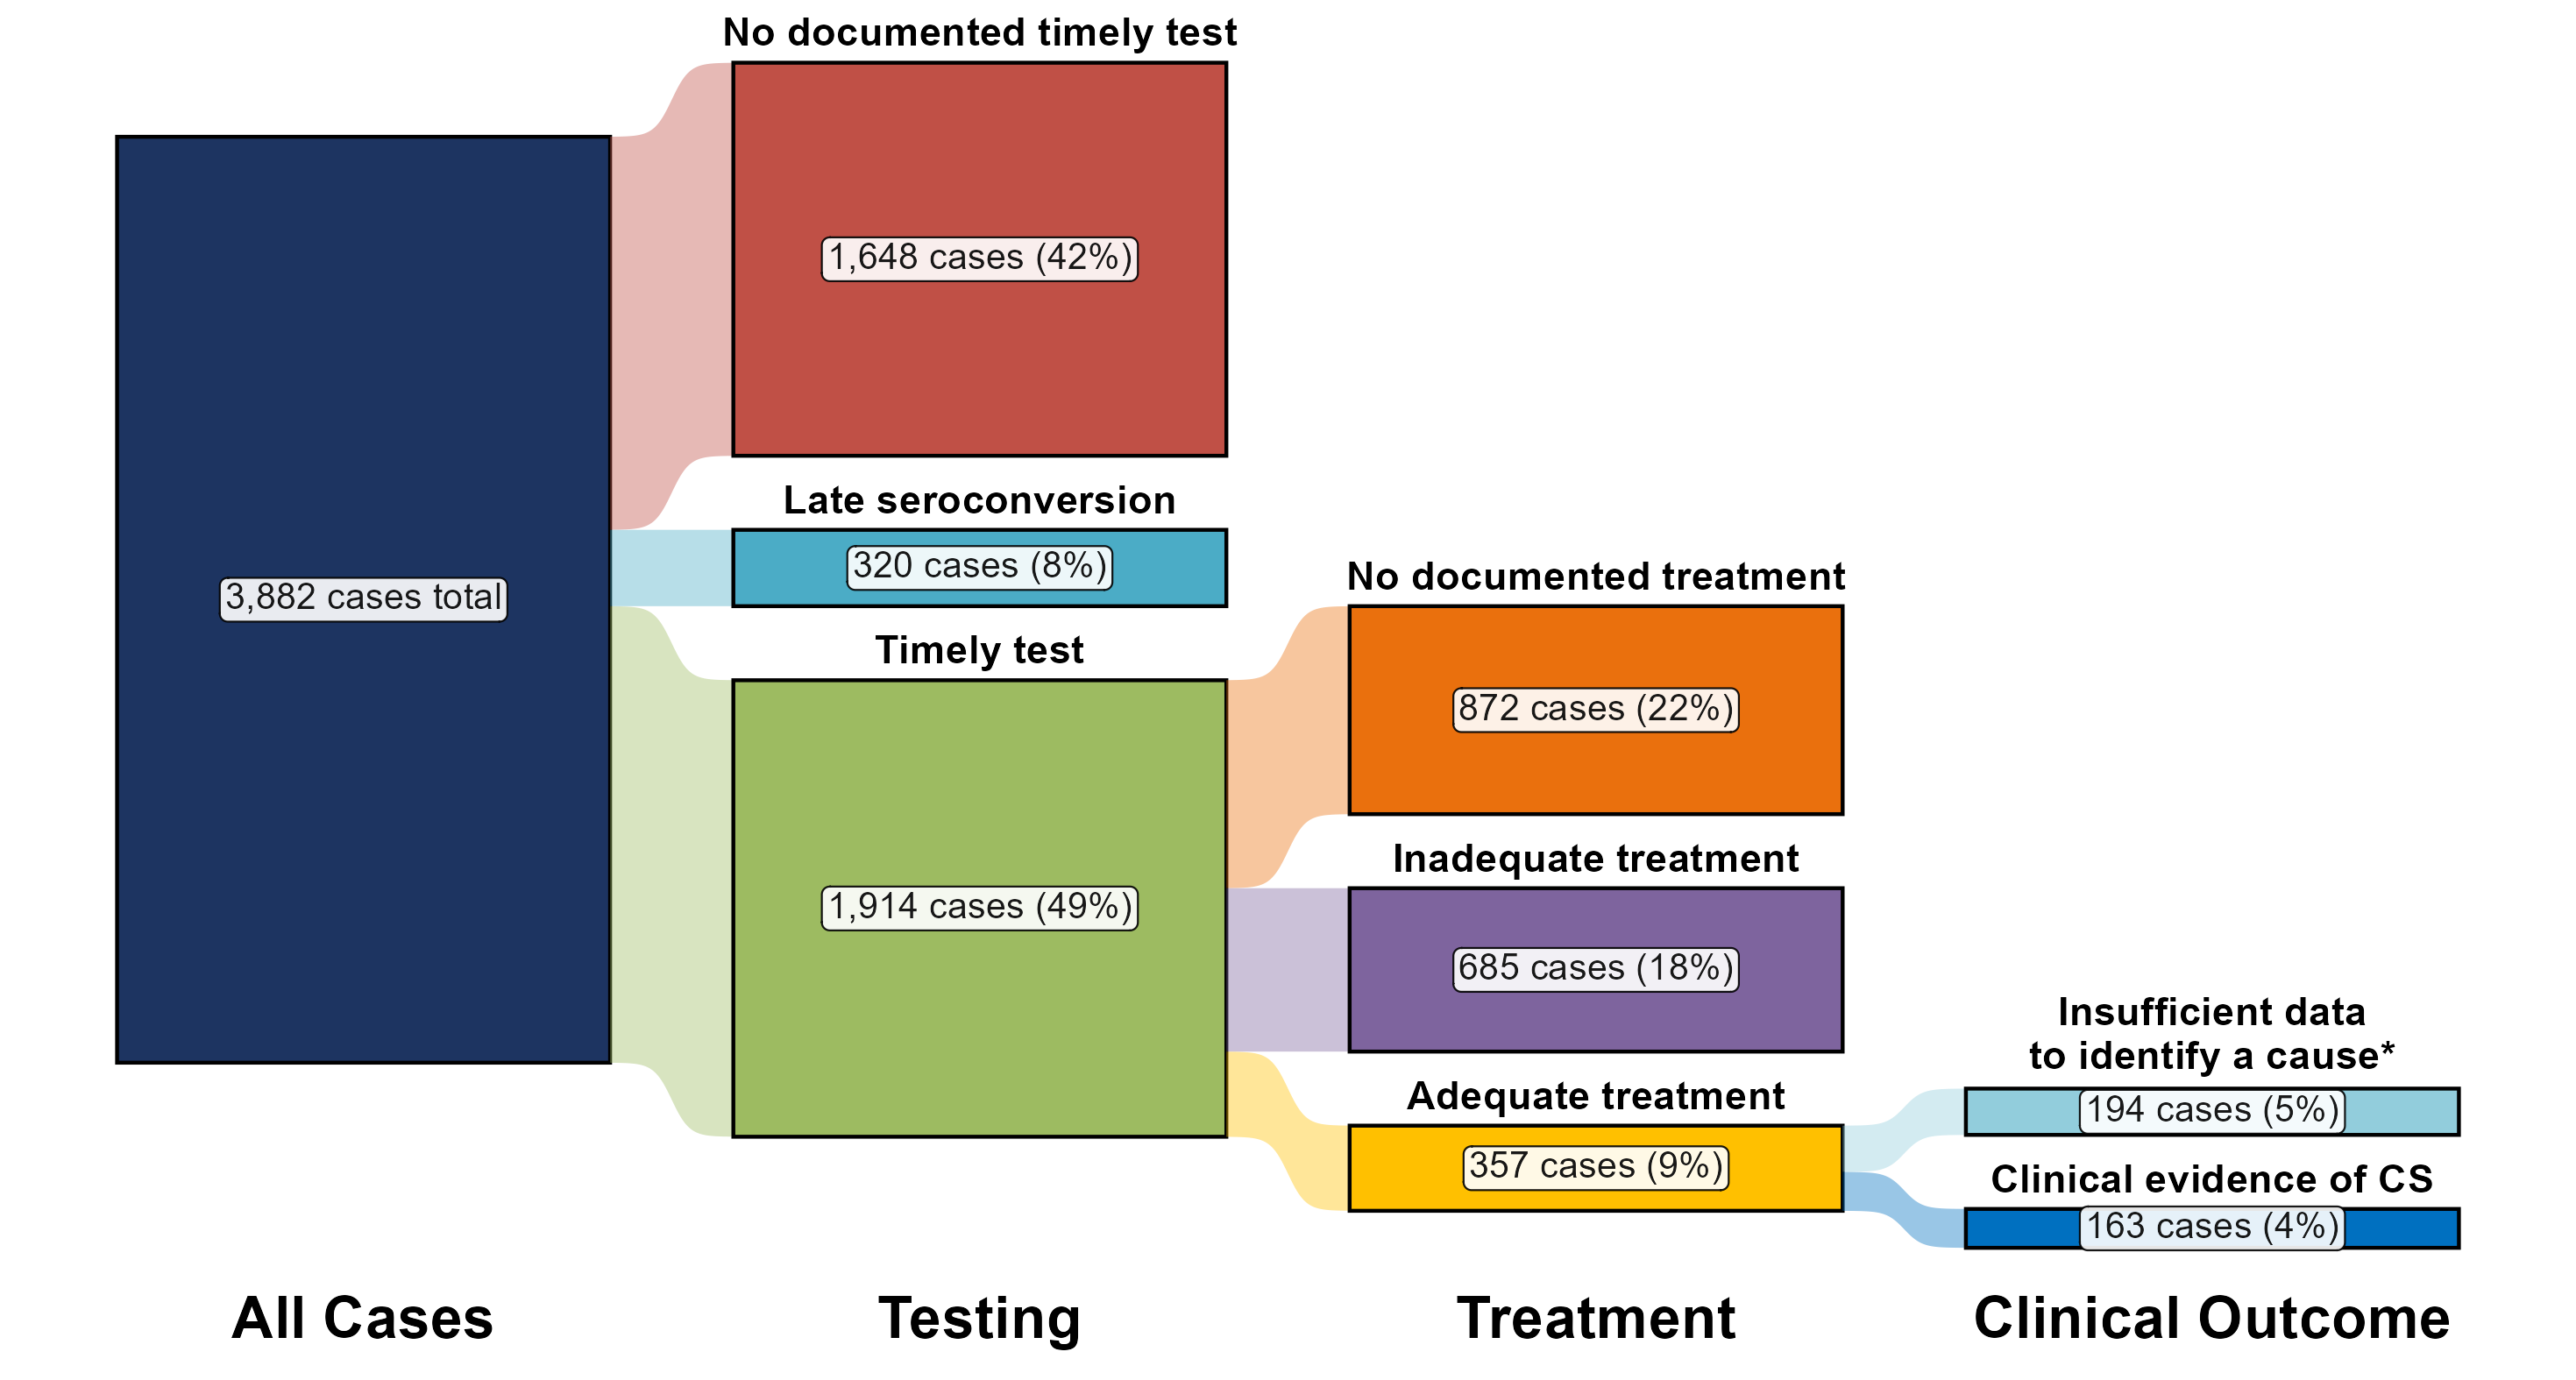 No documented timely test
1,648 cases (42%)
Late seroconversion
320 cases (8%)
3,882 cases total
No documented treatment
Timely test
872 cases (22%)
Inadequate treatment
1,914 cases (49%)
685 cases (18%)
Insufficient data
to identify a cause*
Adequate treatment
194 cases (5%)
357 cases (9%)
Clinical evidence of CS
163 cases (4%)
All Cases
Testing
Treatment
Clinical Outcome